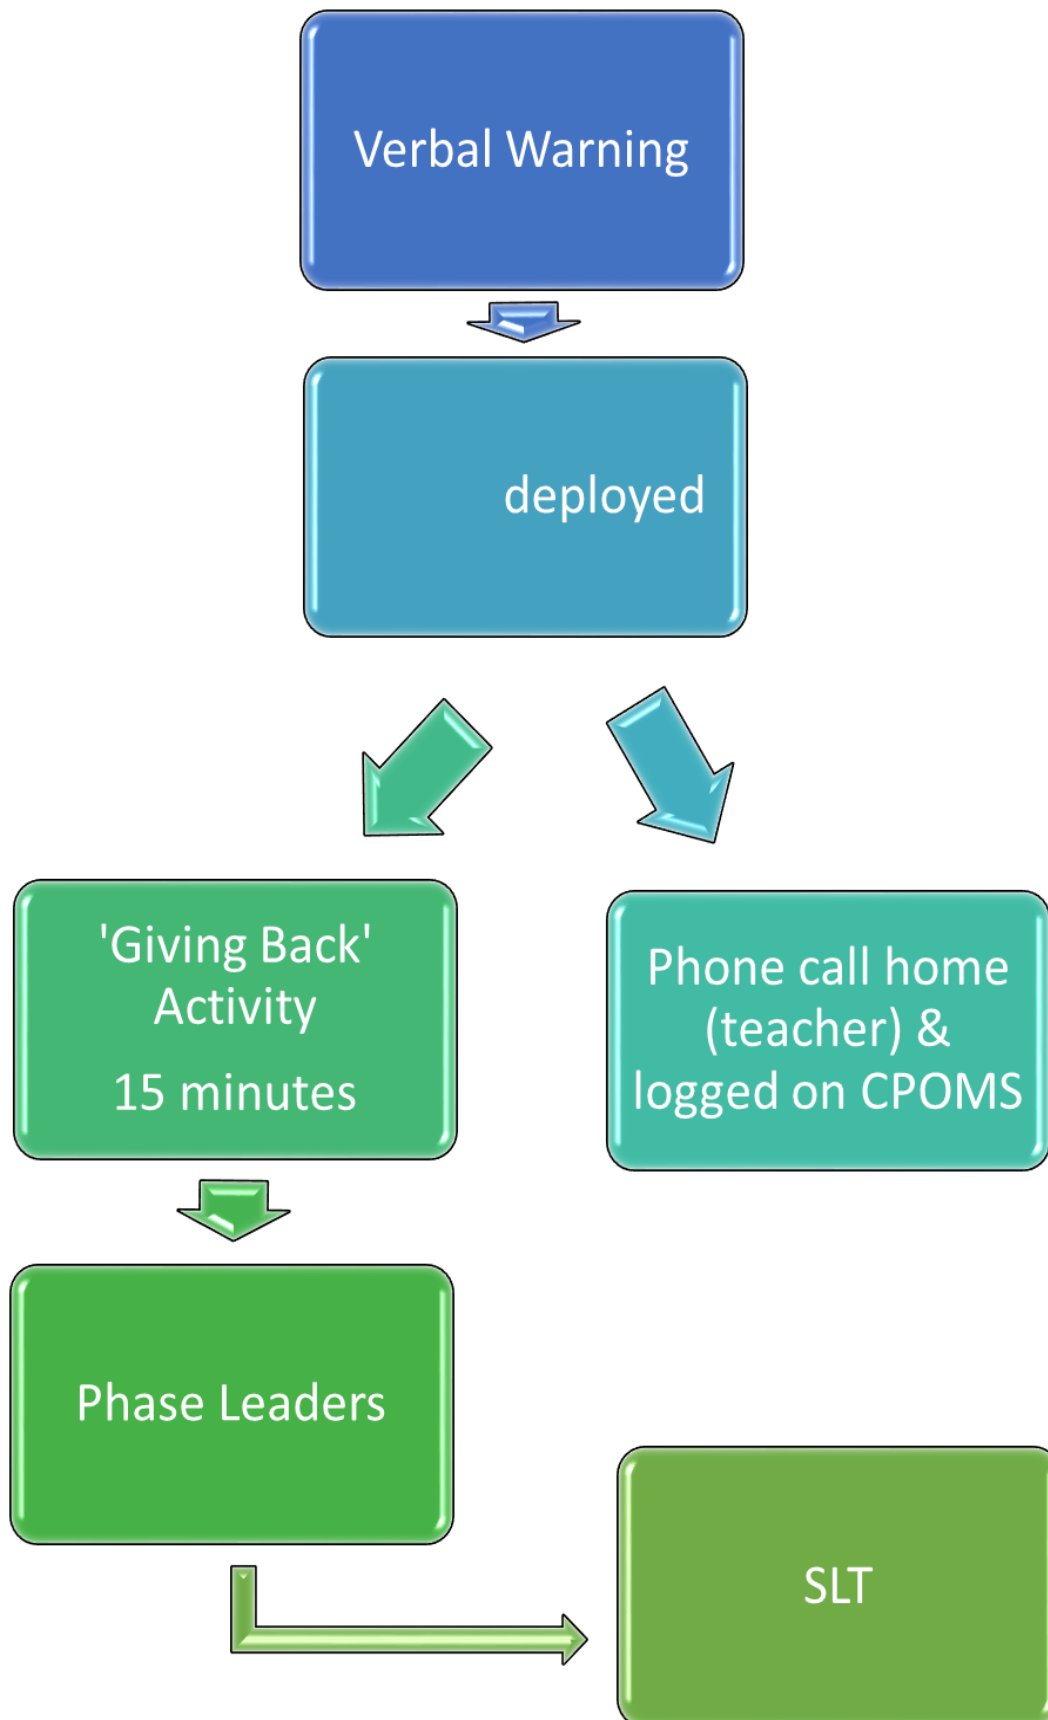 Verbal Warning
deployed
'Giving Back'
Activity
15 minutes
Phone call home
(teacher) &
logged on CPOMS
Phase Leaders
SLT